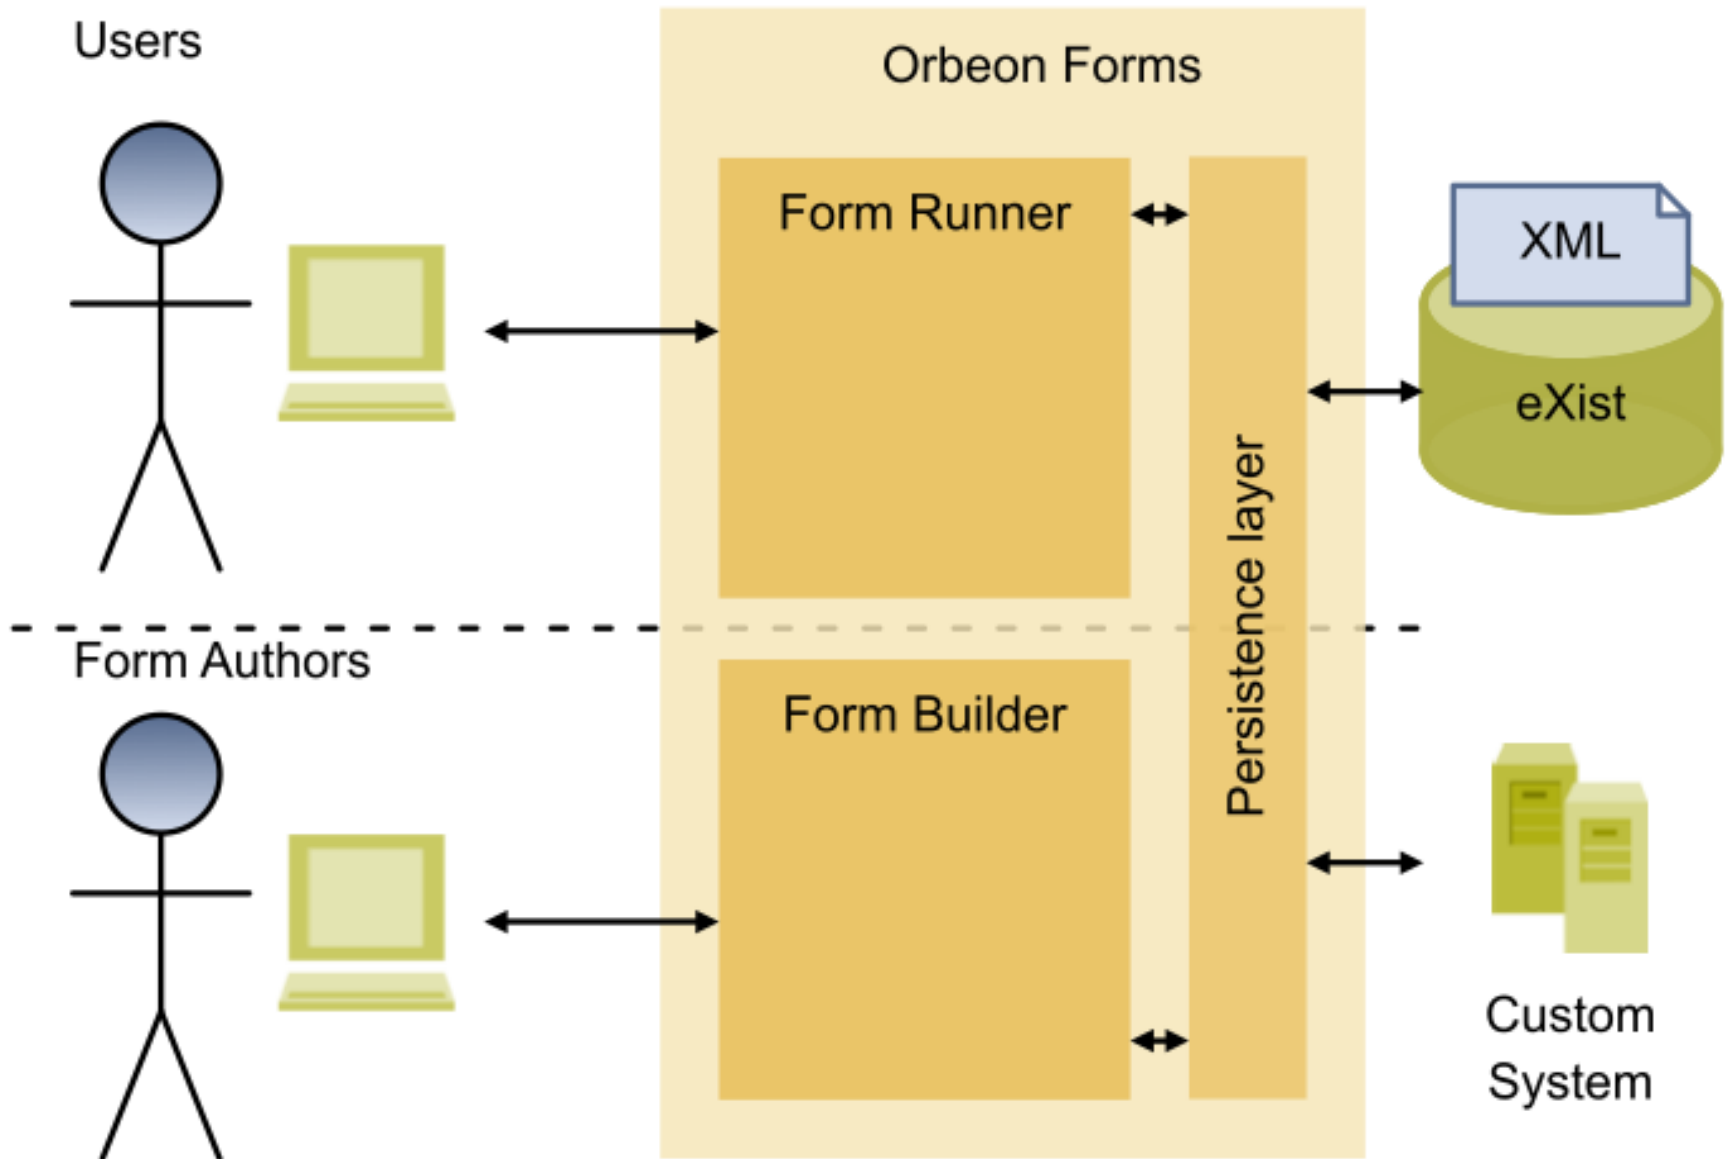 Users
Orbeon Forms
Form Runner
XML
eXist
Persistence layer
Form Authors
Form Builder
Custom
System